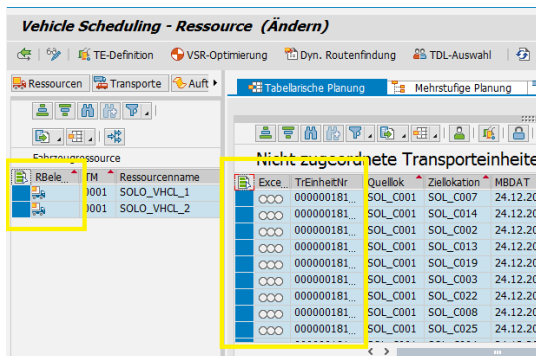 Vehicle Scheduling - Ressource (Ändern)
TE-Definition VSR-Optimierung Dyn. Routenfindung TDL-Auswahl
Ressourcen Transporte Auft
Tabellarische Planung Mehrstufige Planung
Fahrzeugressource
RBele... TM Ressourcenname
0001 SOLO_VHCL_1
0001 SOLO_VHCL_2
Nicht zugeordnete Transporteinheite
Exce TrEinheitNr Quellok Ziellokation MBDAT
000000181... SOL_C001 SOL_C007 24.12.20
000000181... SOL_C001 SOL_C014 24.12.20
000000181... SOL_C001 SOL_C002 24.12.20
000000181... SOL_C001 SOL_C013 24.12.20
000000181... SOL_C001 SOL_C019 24.12.20
000000181... SOL_C001 SOL_C003 24.12.20
000000181... SOL_C001 SOL_C022 24.12.20
000000181... SOL_C001 SOL_C008 24.12.20
000000181... SOL_C001 SOL_C025 24.12.20